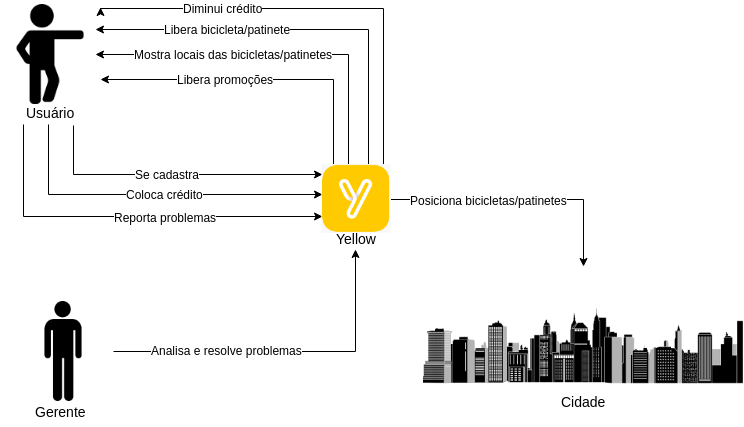 Diminui crédito
Libera bicicleta/patinete
Mostra locais das bicicletas/patinetes
Libera promoções
Usuário
Se cadastra
Coloca crédito
Reporta problemas
Posiciona bicicletas/patinetes
Yellow
Analisa e resolve problemas
Gerente
Cidade